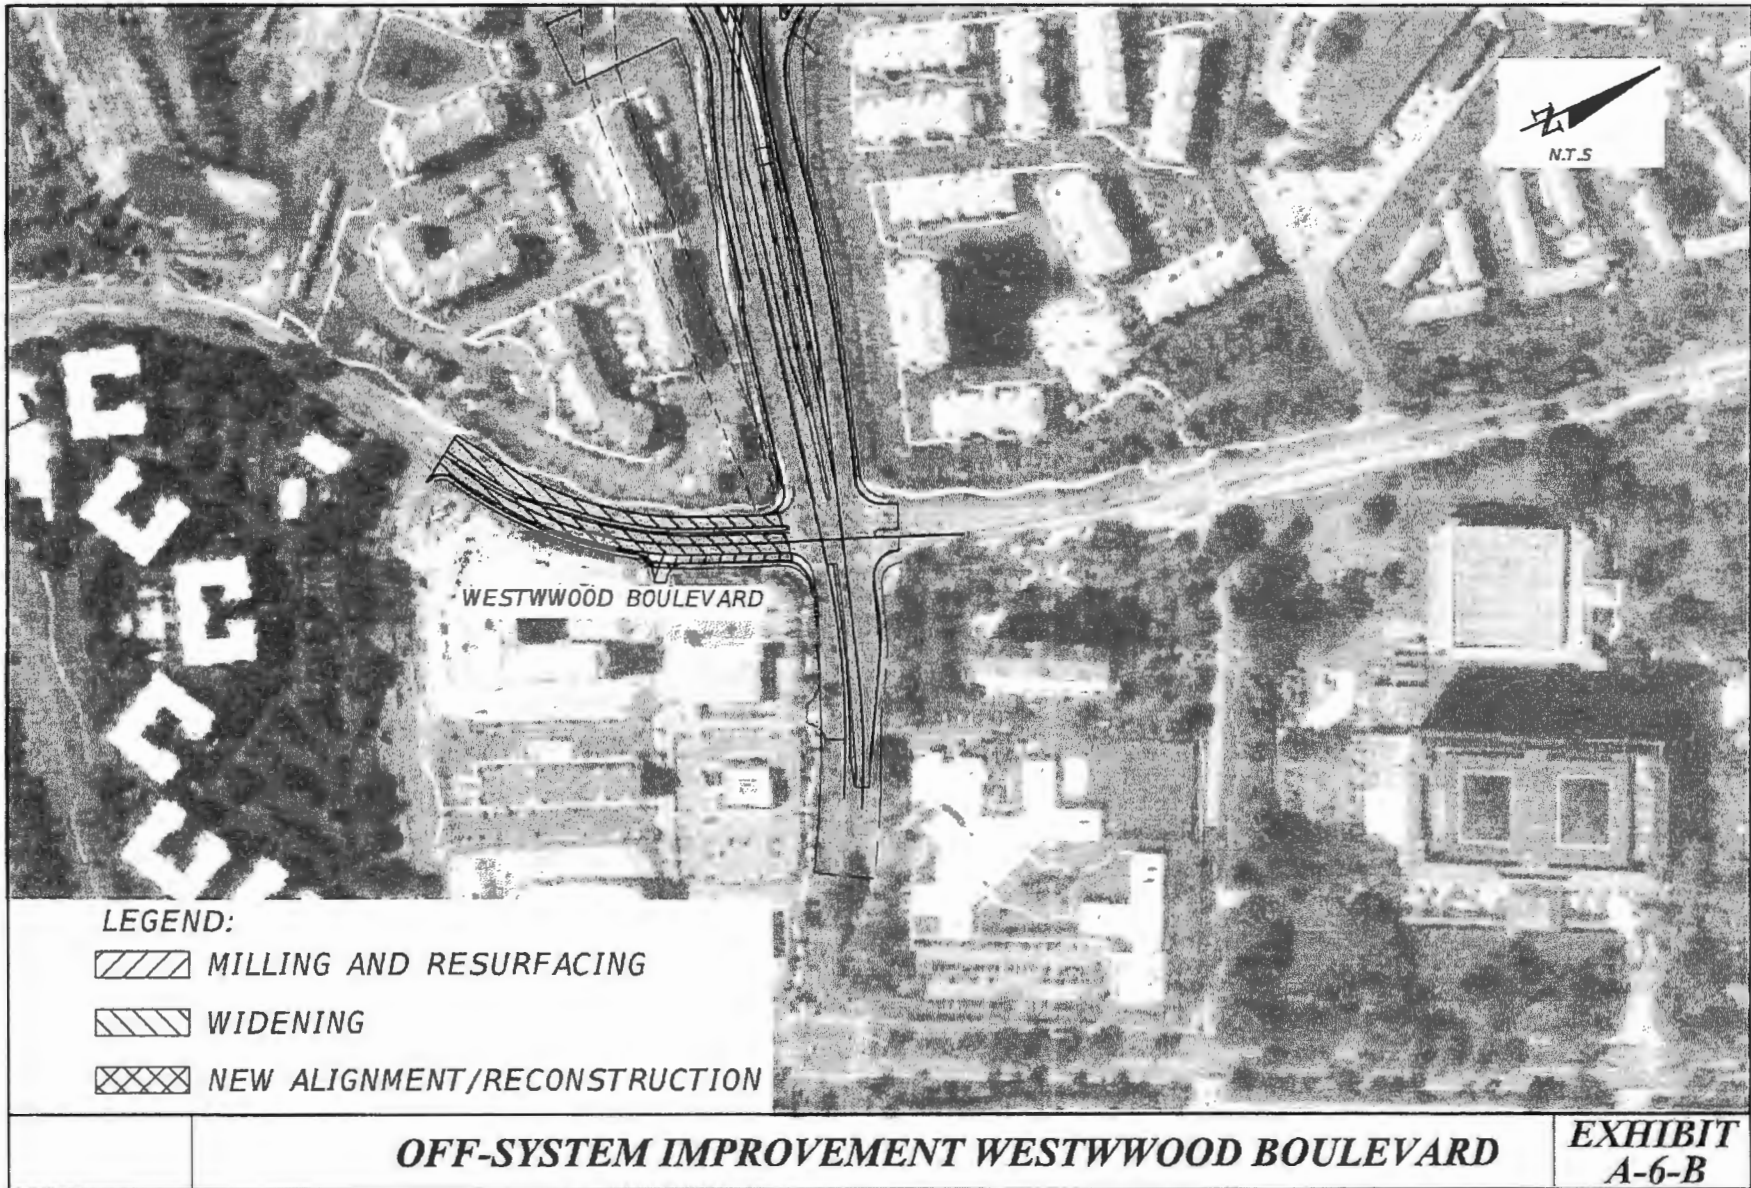 N
N.T.S
WESTWWOOD BOULEVARD
LEGEND:
MILLING AND RESURFACING
WIDENING
NEW ALIGNMENT/RECONSTRUCTION
OFF-SYSTEM IMPROVEMENT WESTWWOOD BOULEVARD
EXHIBIT
A-6-B